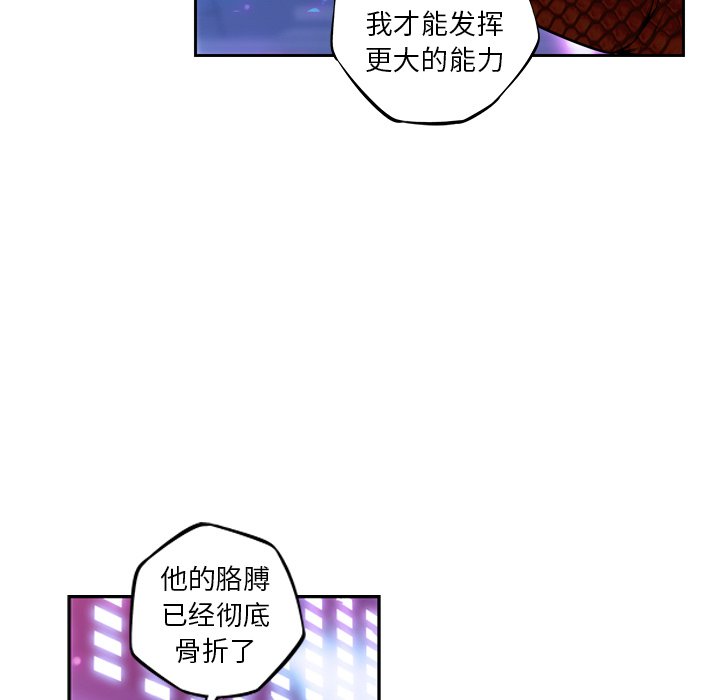 我才能发挥
更大的能力
他的胳膊
已经彻底
骨折了